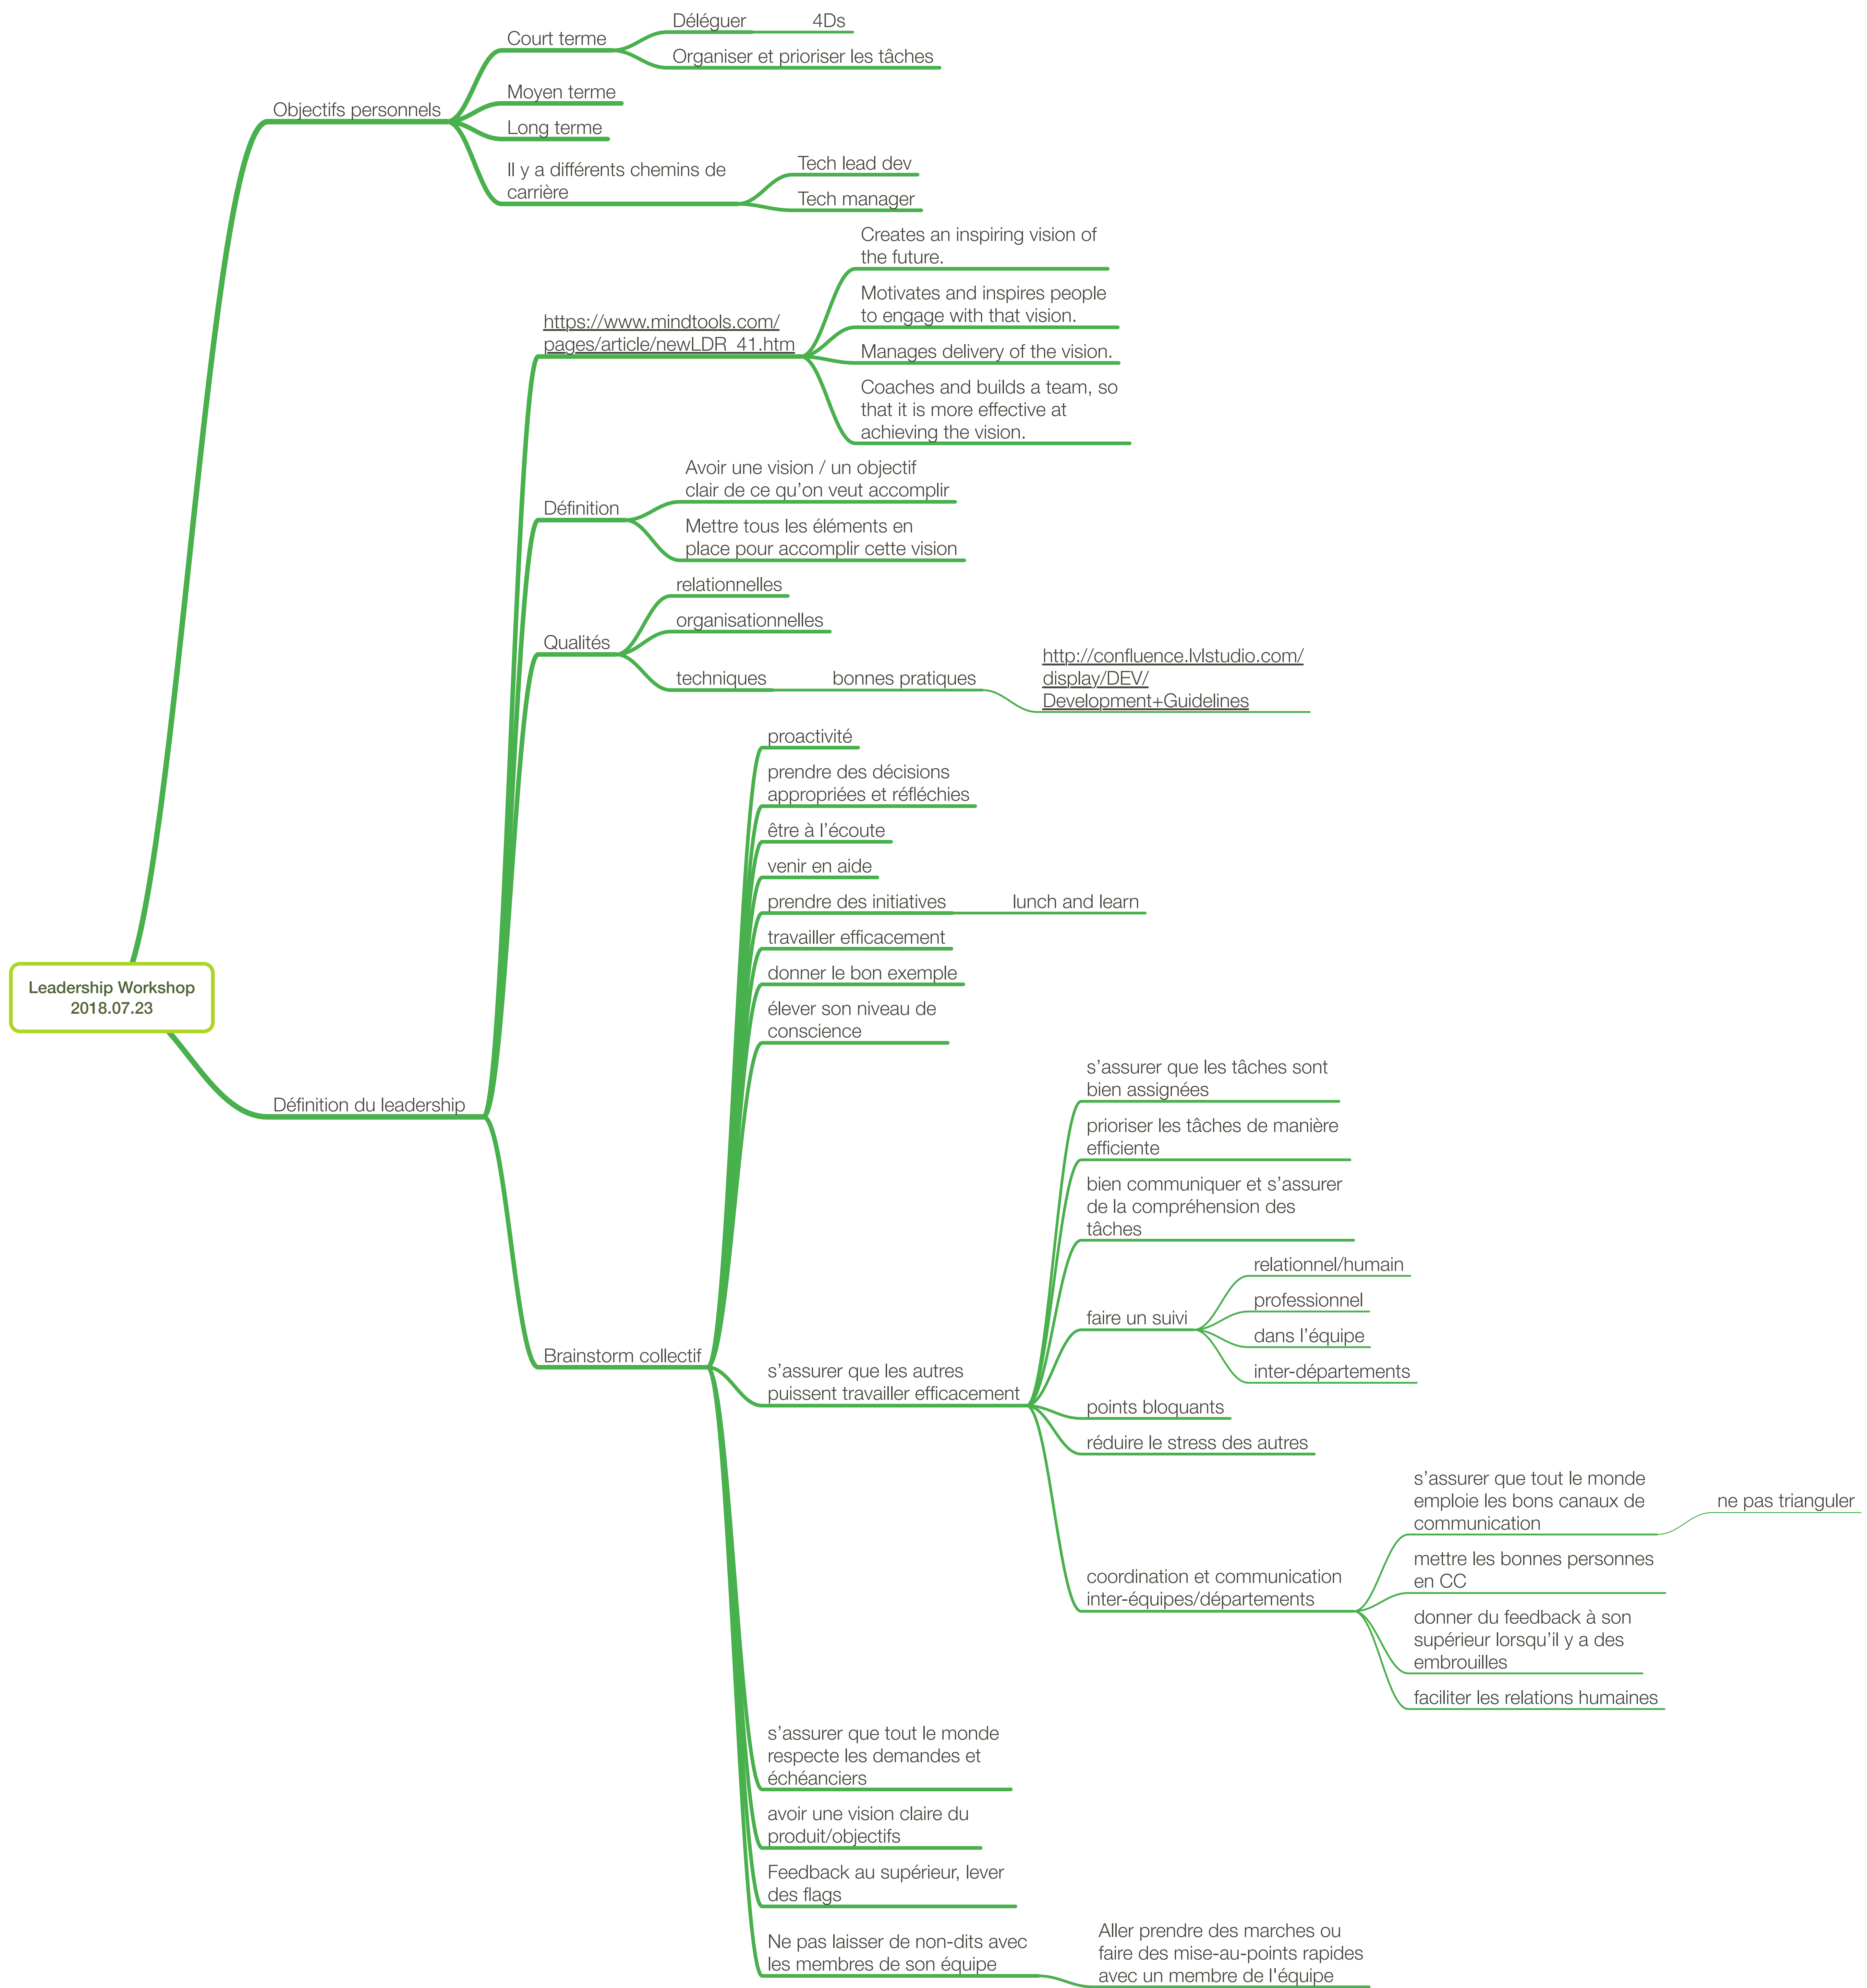 Déléguer
4Ds
Court terme
Organiser et prioriser les tâches
Moyen terme
Objectifs personnels
Long terme
Il y a différents chemins de
carrière
Tech lead dev
Tech manager
Creates an inspiring vision of
the future.
Motivates and inspires people
to engage with that vision.
https://www.mindtools.com/
pages/article/newLDR_41.htm
Manages delivery of the vision.
Coaches and builds a team, so
that it is more effective at
achieving the vision.
Avoir une vision / un objectif
clair de ce qu’on veut accomplir
Définition
Mettre tous les éléments en
place pour accomplir cette vision
relationnelles
organisationnelles
Qualités
techniques
bonnes pratiques
http://confluence.lvlstudio.com/
display/DEV/
Development+Guidelines
proactivité
prendre des décisions
appropriées et réfléchies
être à l’écoute
venir en aide
prendre des initiatives
lunch and learn
travailler efficacement
donner le bon exemple
élever son niveau de
conscience
Leadership Workshop
2018.07.23
Définition du leadership
s’assurer que les tâches sont
bien assignées
prioriser les tâches de manière
efficiente
bien communiquer et s’assurer
de la compréhension des
tâches
relationnel/humain
professionnel
faire un suivi
dans l’équipe
inter-départements
Brainstorm collectif
s’assurer que les autres
puissent travailler efficacement
points bloquants
réduire le stress des autres
s’assurer que tout le monde
emploie les bons canaux de
communication
ne pas trianguler
mettre les bonnes personnes
en CC
coordination et communication
inter-équipes/départements
donner du feedback à son
supérieur lorsqu’il y a des
embrouilles
faciliter les relations humaines
s’assurer que tout le monde
respecte les demandes et
échéanciers
avoir une vision claire du
produit/objectifs
Feedback au supérieur, lever
des flags
Ne pas laisser de non-dits avec
les membres de son équipe
Aller prendre des marches ou
faire des mise-au-points rapides
avec un membre de l'équipe